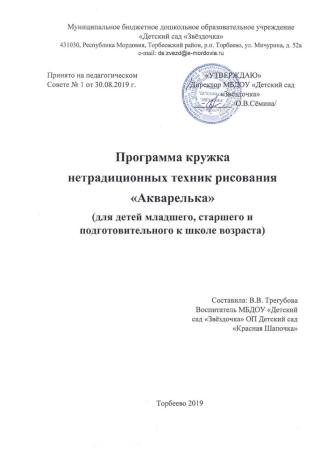 Муниципальное бюджетное дошкольное образовательное учреждение
«Детский сад «Звёздочка»
431030, Республика Мордовия, Торбеевский район, р.п. Торбеево, ул. Мичурина, д. 52а
e-mail: ds.zvezd@e-mordovia.ru
Принято на педагогическом «УТВЕРЖДАЮ»
Совете № 1 от 30.08.2019 г. Директор МБДОУ «Детский сад
«Звёздочка»
/О.В.Сёмина/
Программа кружка
нетрадиционных техник рисования
«Акварелька»
(для детей младшего, старшего и
подготовительного к школе возраста)
Составила: В.В. Трегубова
Воспитатель МБДОУ «Детский
сад «Звёздочка» ОП Детский сад
«Красная Шапочка»
Торбеево 2019